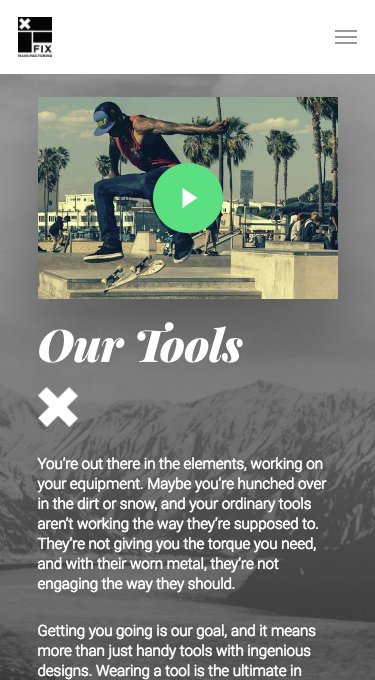 FIX
MANUFACTURING
Our Tools
You're out there in the elements, working on
your equipment. Maybe you're hunched over
in the dirt or snow, and your ordinary tools
aren't working the way they're supposed to.
They're not giving you the torque you need,
and with their worn metal, they're not
engaging the way they should.
Getting you going is our goal, and it means
more than just handy tools with ingenious
designs. Wearing a tool is the ultimate in